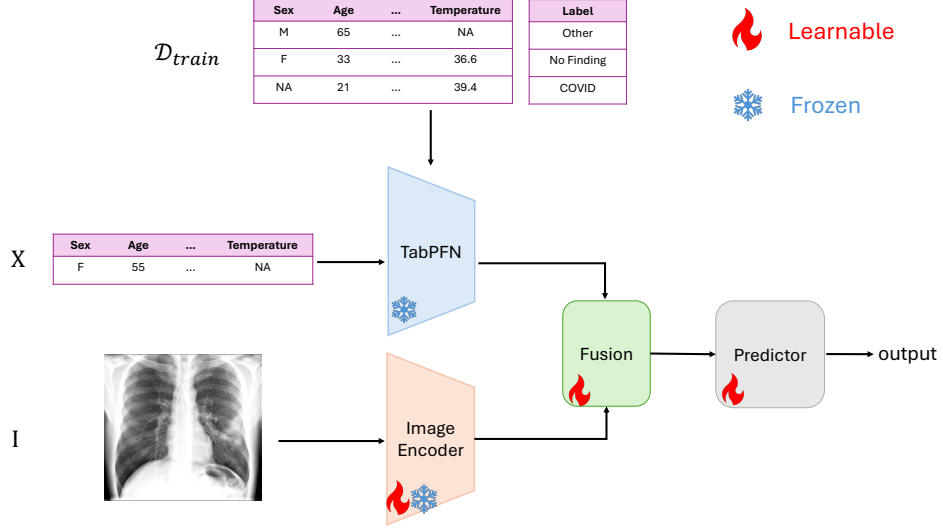 Sex Age ... Temperature Label
M 65 ... NA Other
F 33 ... 36.6 No Finding
NA 21 ... 39.4 COVID
𝒟train
Learnable
Frozen
TabPFN
X
Sex Age ... Temperature
F 55 ... NA
Fusion
Predictor
output
I
Image
Encoder